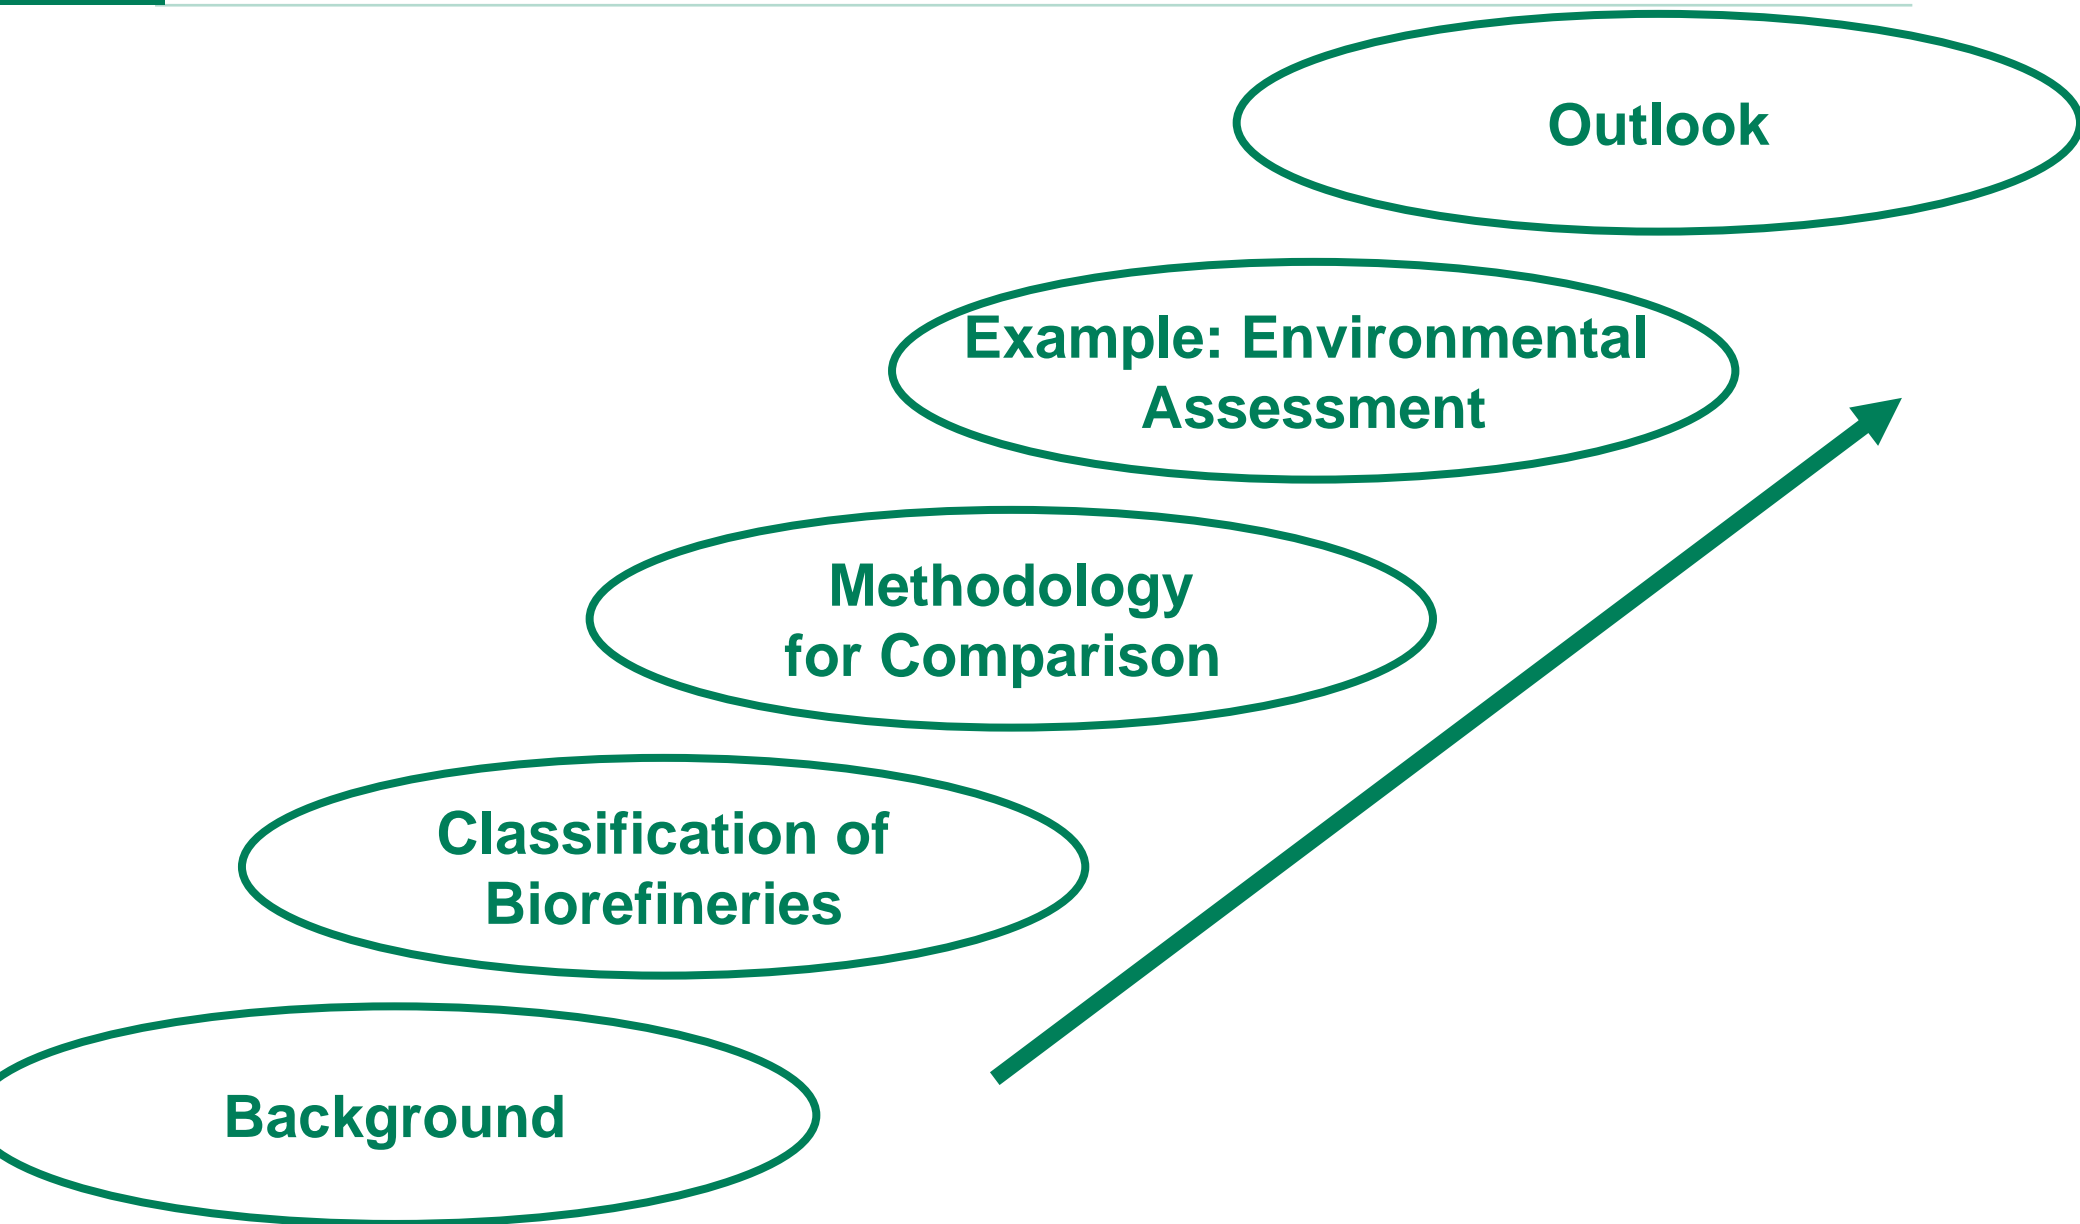 Outlook
Example: Environmental
Assessment
Methodology
for Comparison
Classification of
Biorefineries
Background